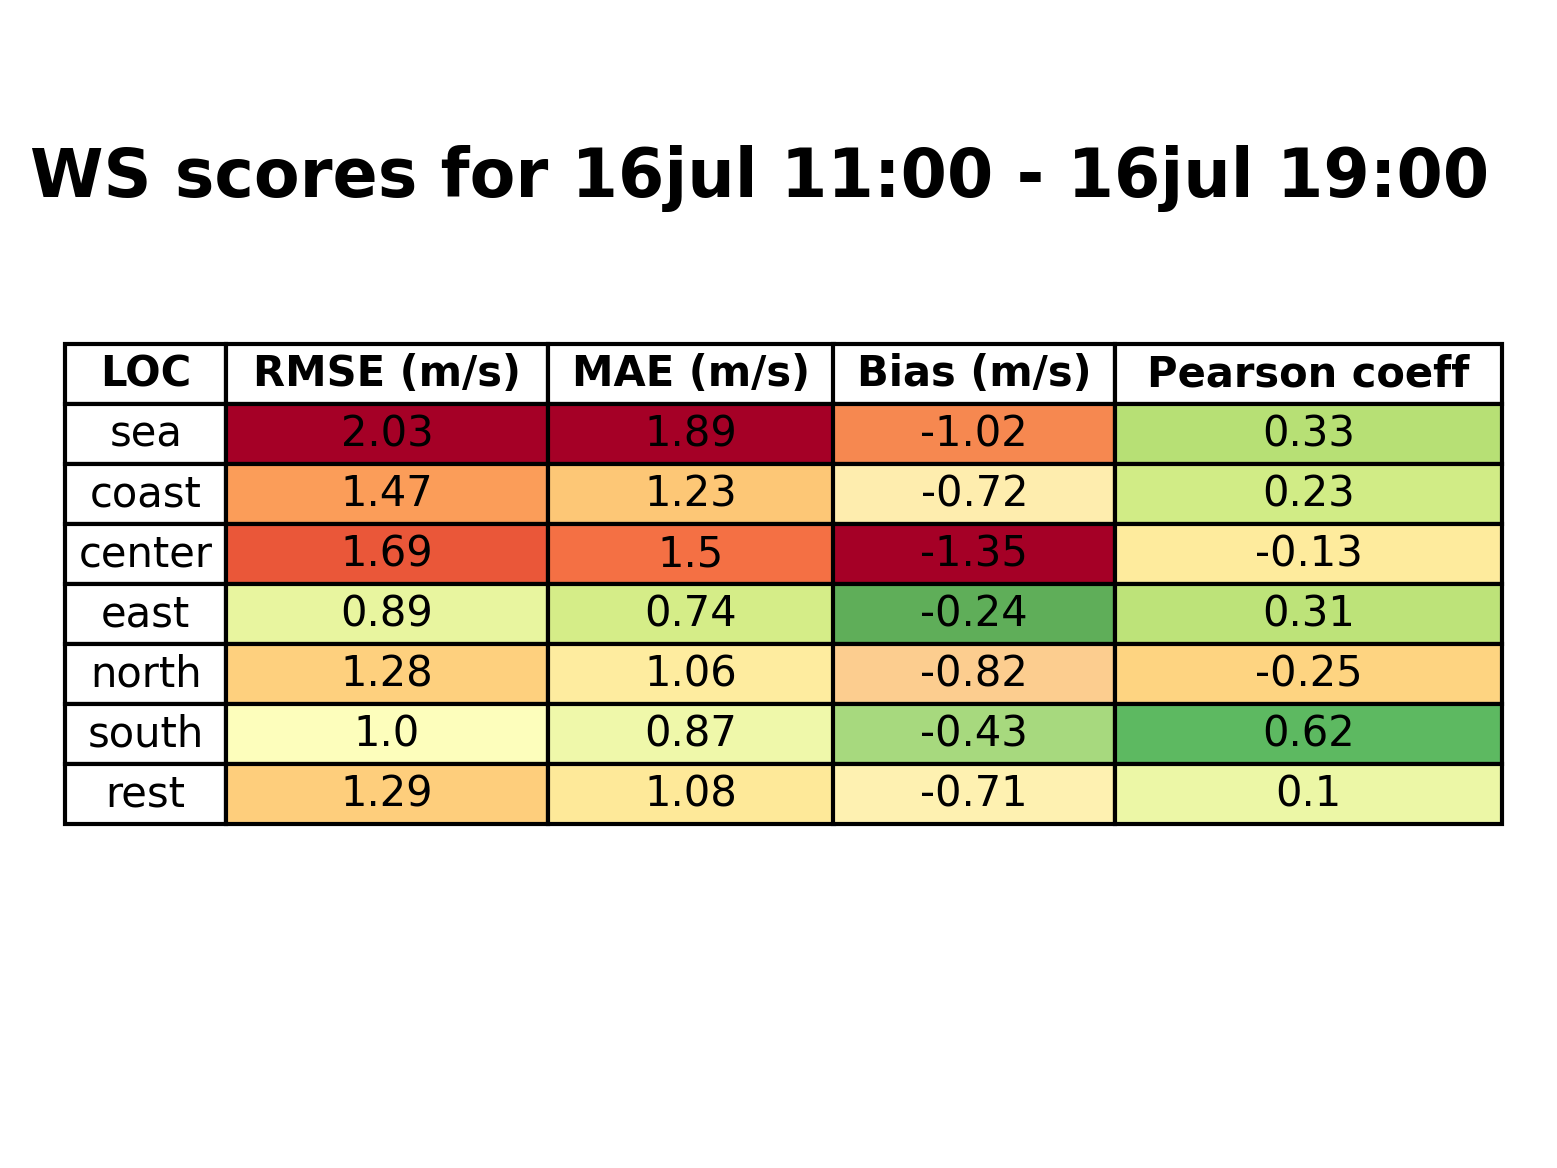 WS scores for 16jul 11:00 - 16jul 19:00
LOC RMSE (m/s) MAE (m/s) Bias (m/s) Pearson coeff
sea 2.03 1.89 -1.02 0.33
coast 1.47 1.23 -0.72 0.23
center 1.69 1.5 -1.35 -0.13
east 0.89 0.74 -0.24 0.31
north 1.28 1.06 -0.82 -0.25
south 1.0 0.87 -0.43 0.62
rest 1.29 1.08 -0.71 0.1